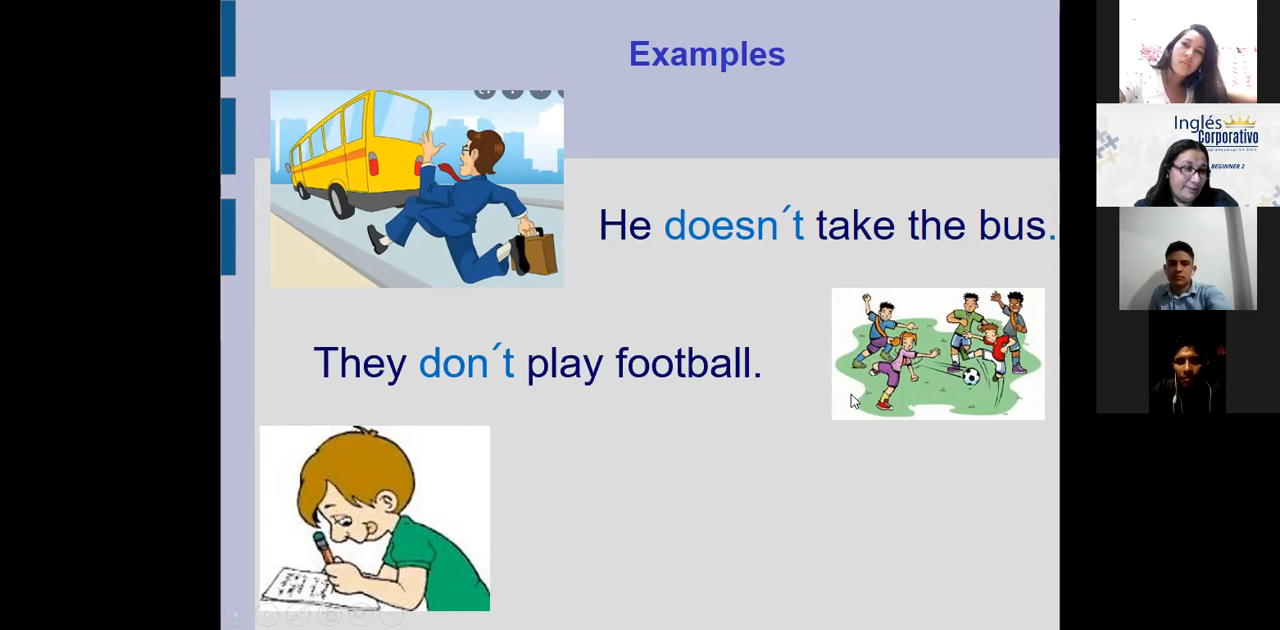 Examples
He doesn´t take the bus.
They don´t play football.
Inglés
Corporativo
BEGINNER 2